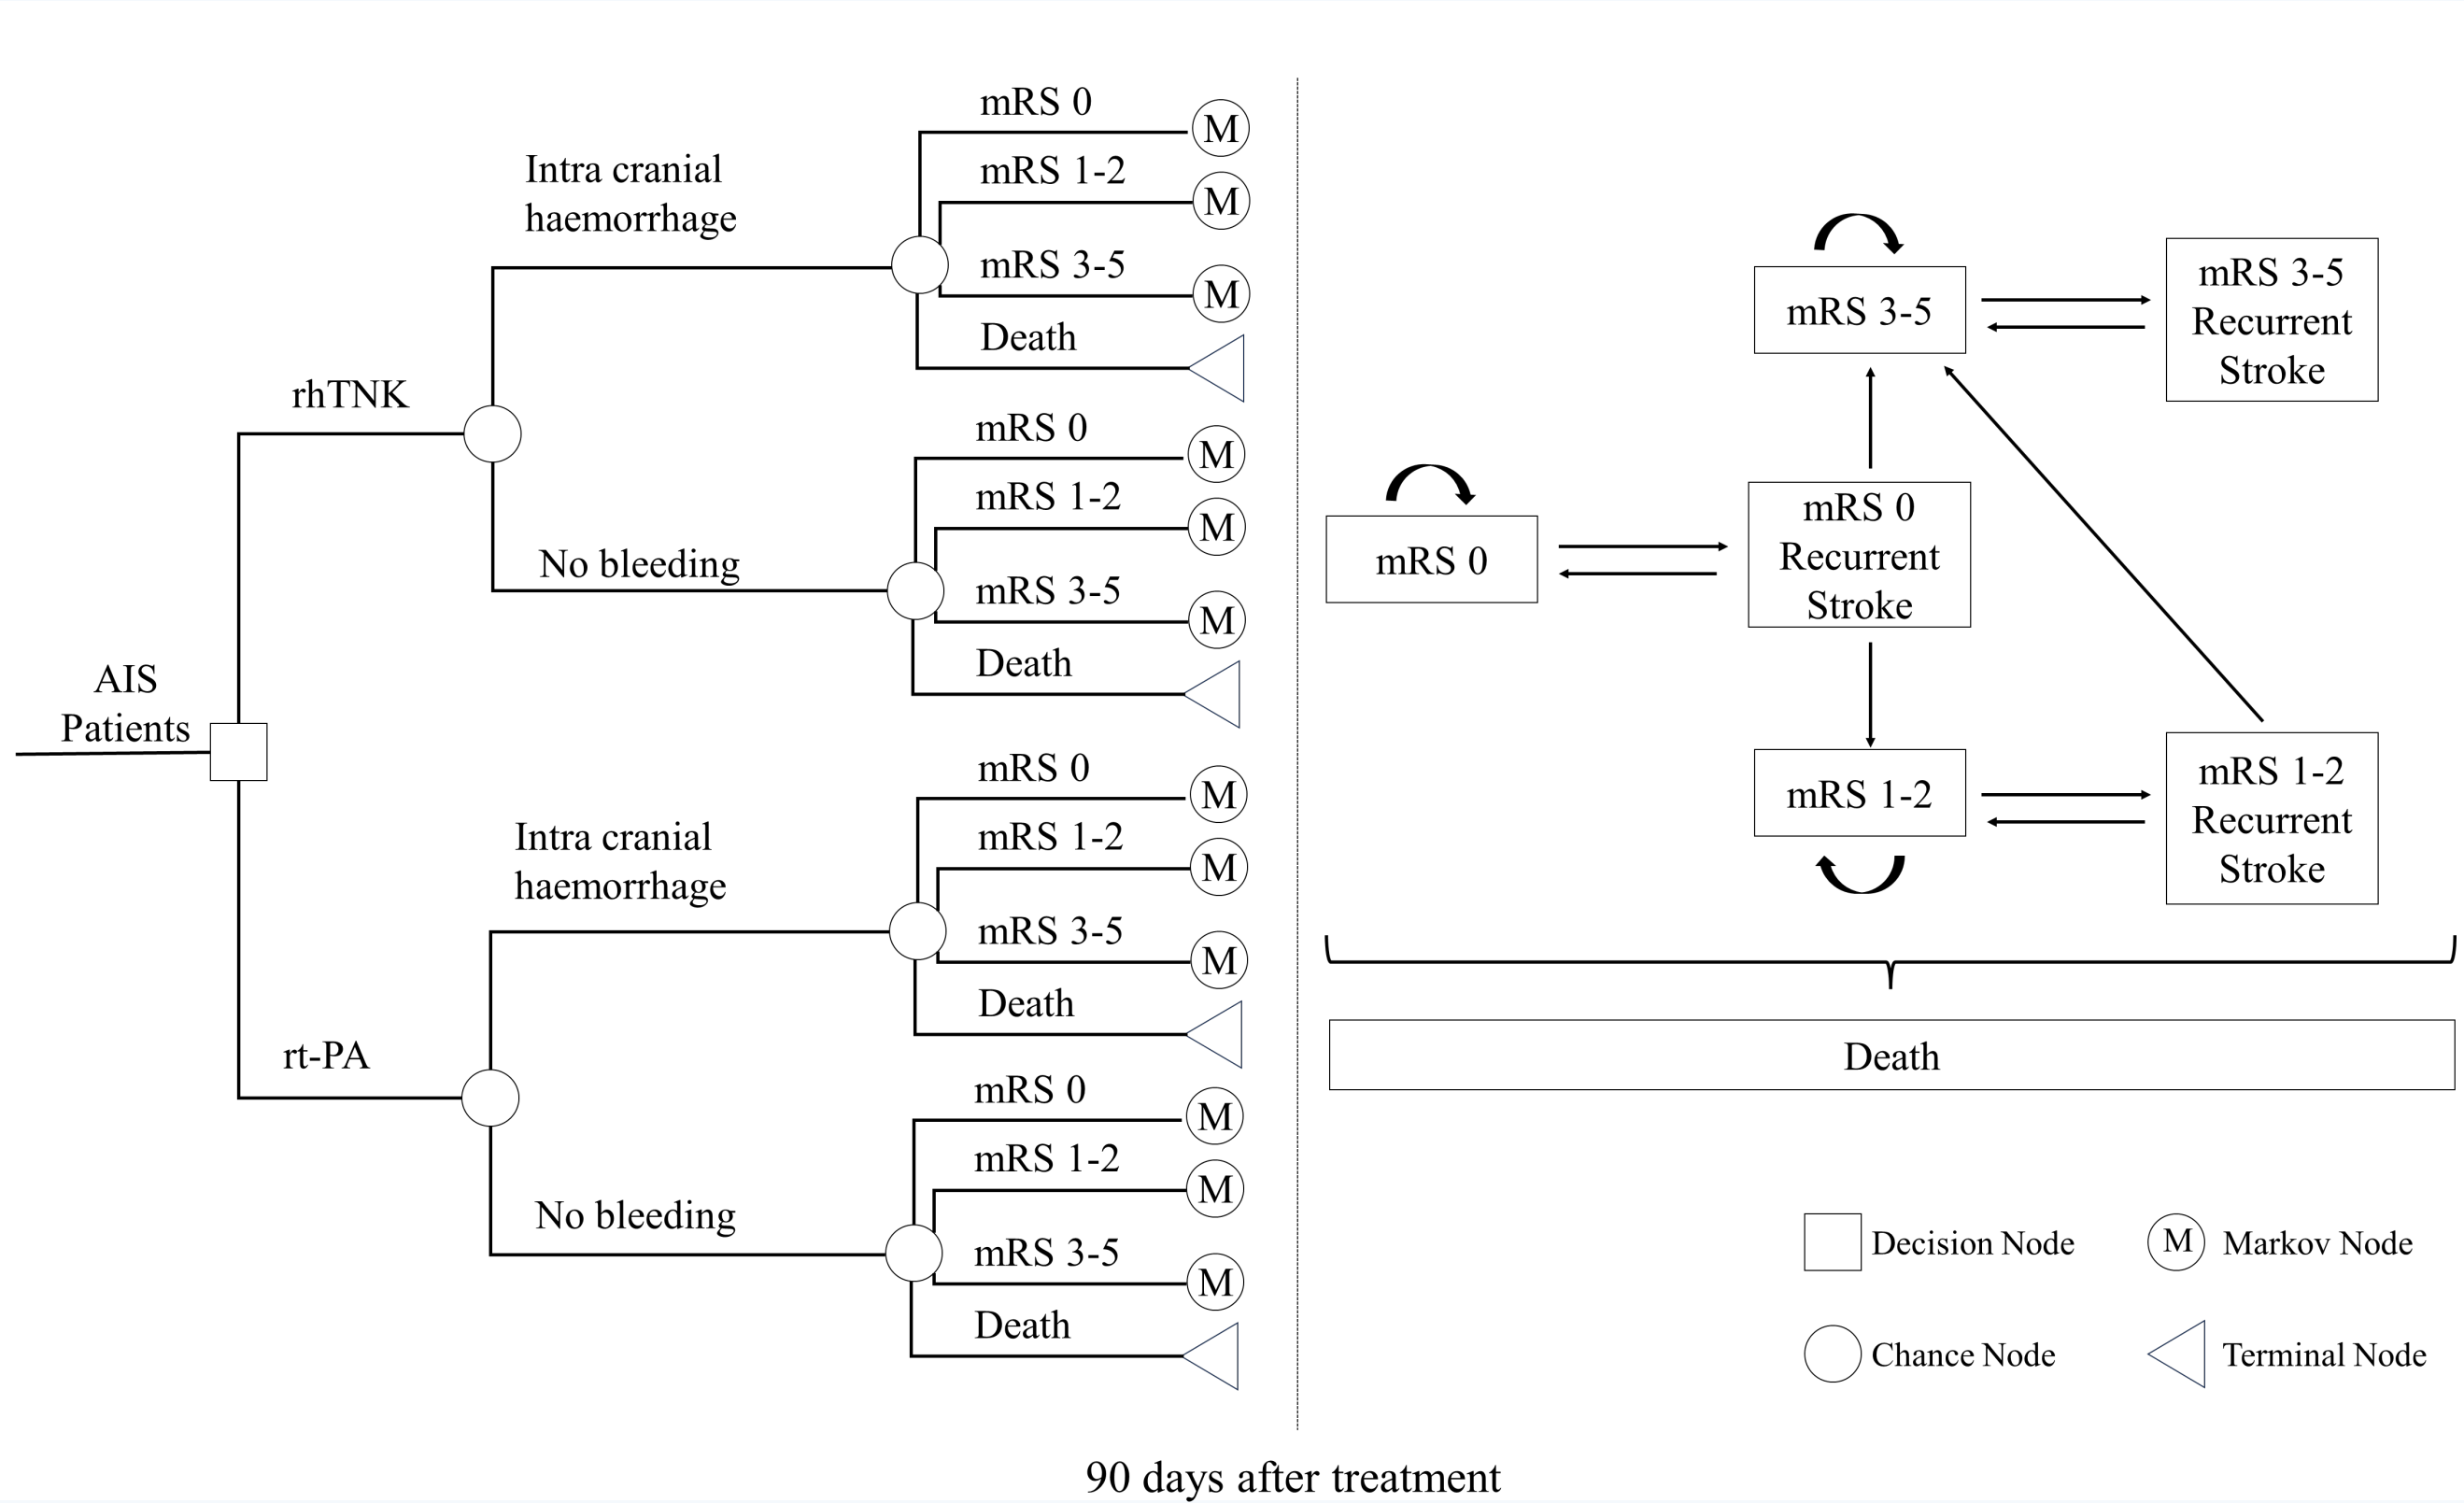 AIS
Patients
rhTNK
Intra cranial
haemorrhage
mRS 0
M
mRS 1-2
M
mRS 3-5
M
Death
No bleeding
mRS 0
M
mRS 1-2
M
mRS 3-5
M
Death
rt-PA
Intra cranial
haemorrhage
mRS 0
M
mRS 1-2
M
mRS 3-5
M
Death
No bleeding
mRS 0
M
mRS 1-2
M
mRS 3-5
M
Death
mRS 0
mRS 3-5
mRS 3-5
Recurrent
Stroke
mRS 0
Recurrent
Stroke
mRS 1-2
mRS 1-2
Recurrent
Stroke
Death
Decision Node
M
Markov Node
Chance Node
Terminal Node
90 days after treatment